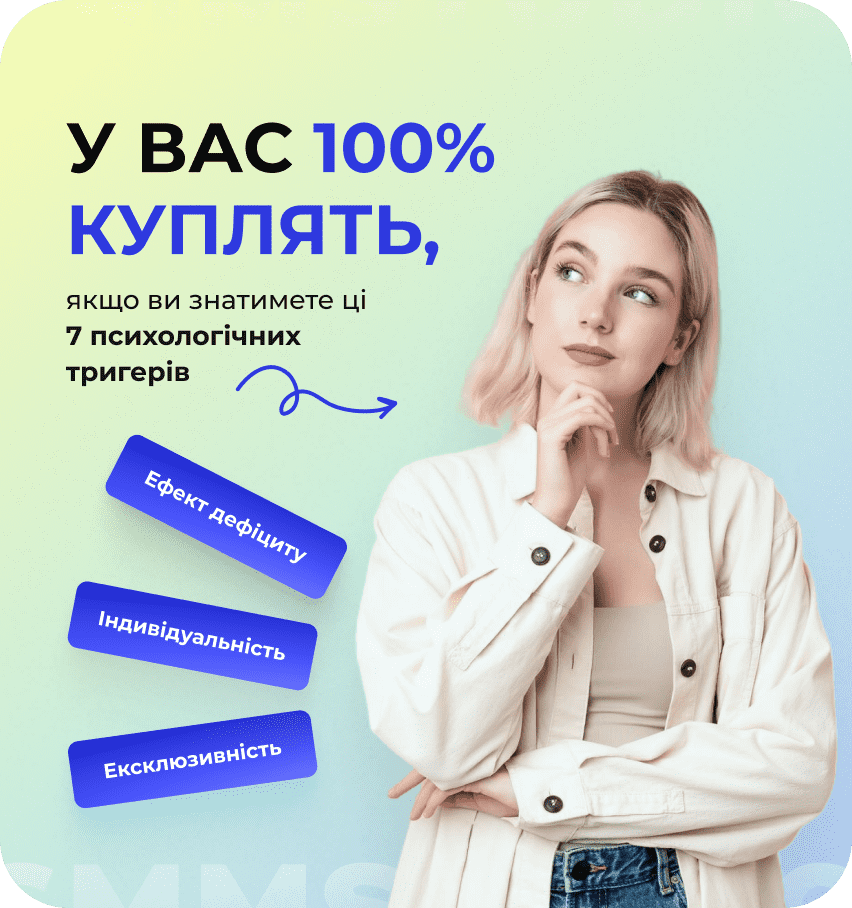 У ВАС 100%
КУПЛЯТЬ,
якщо ви знатимете ці
7 психологічних
тригерів
Ефект дефіциту
Індивідуальність
Ексклюзивність